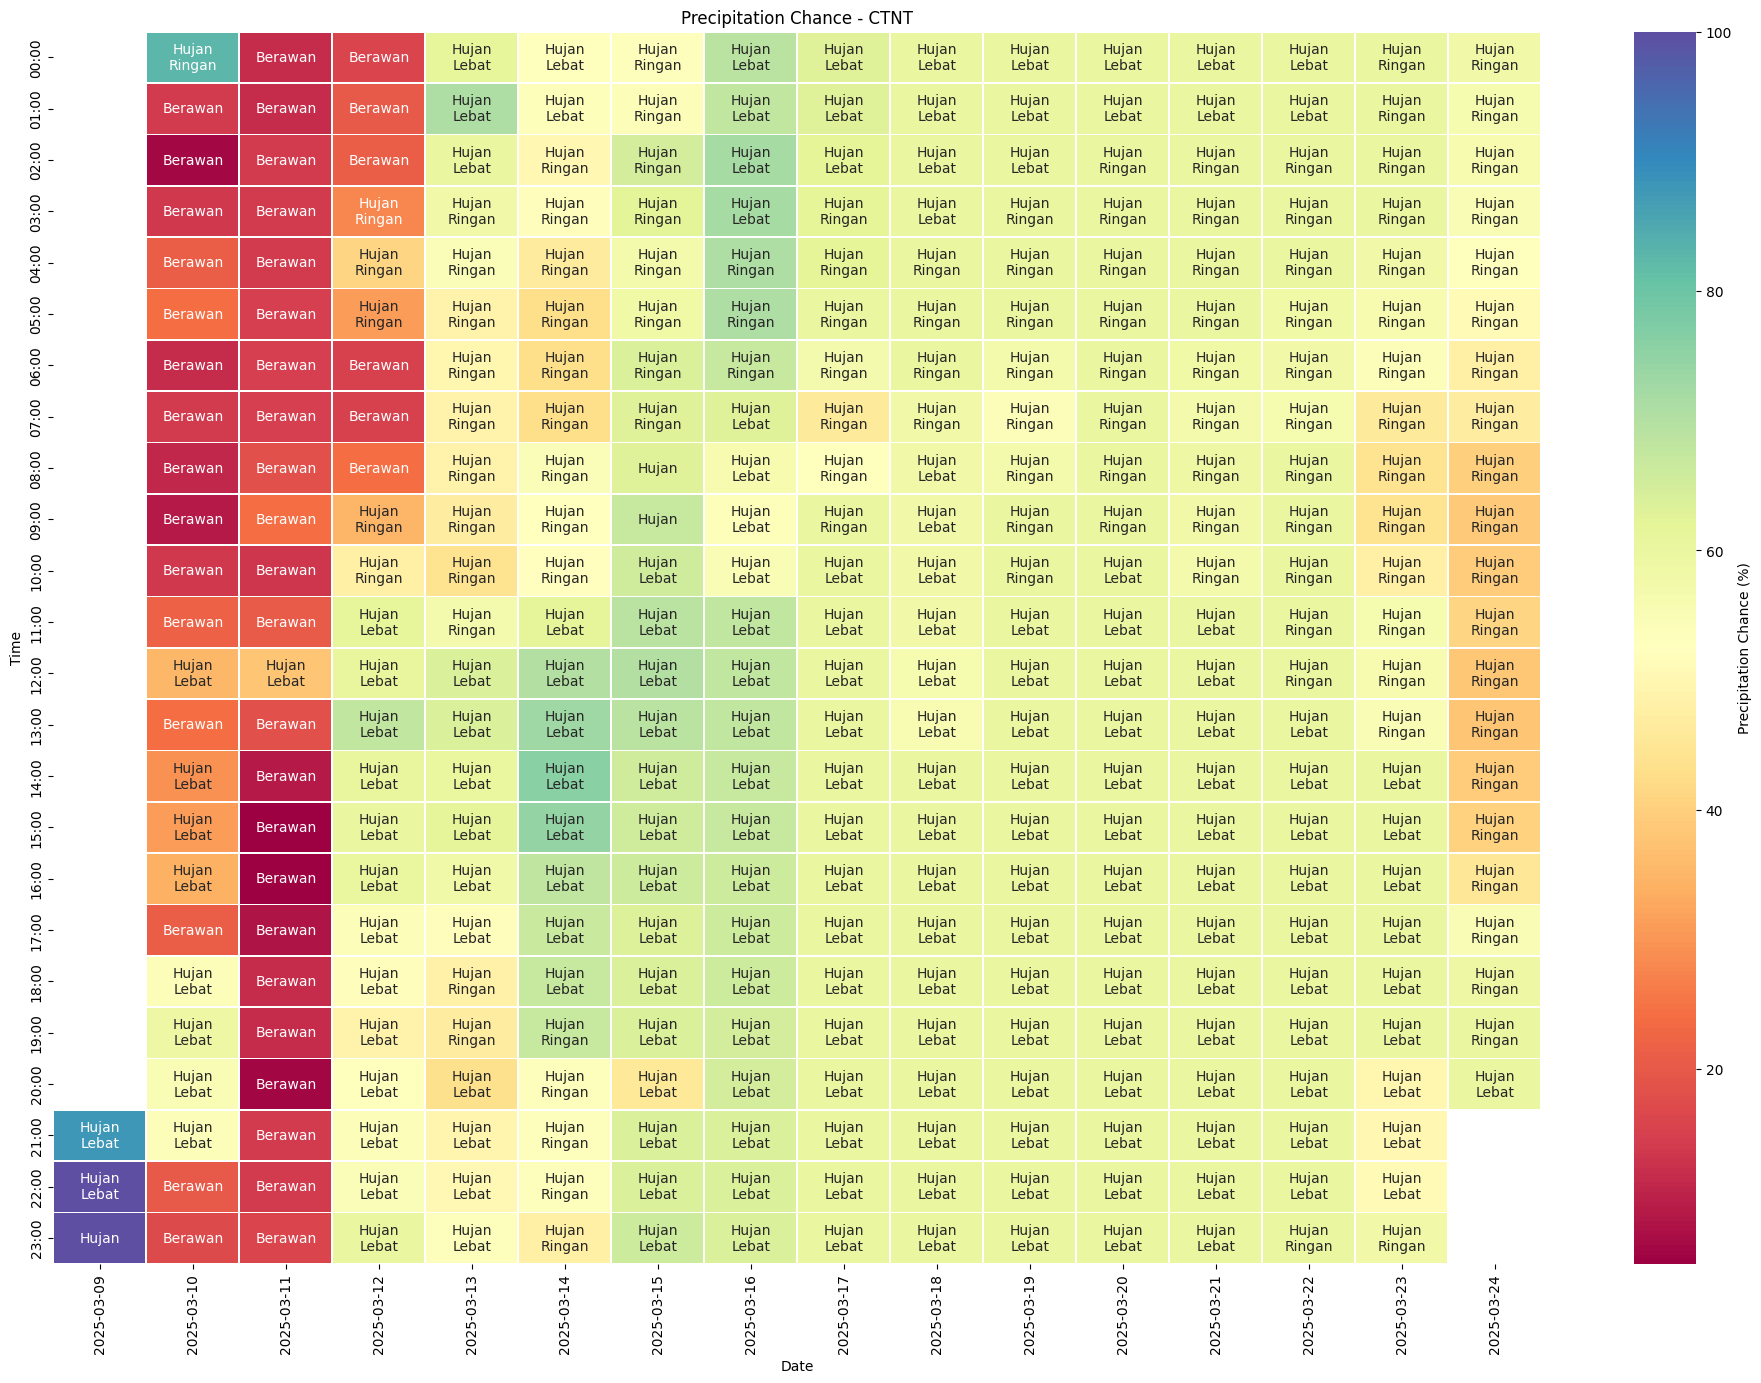 Precipitation Chance - CTNT
00:00 Hujan Ringan Berawan Berawan Hujan Lebat Hujan Lebat Hujan Ringan Hujan Lebat Hujan Lebat Hujan Lebat Hujan Lebat Hujan Lebat Hujan Lebat Hujan Lebat Hujan Ringan Hujan Ringan
01:00 Berawan Berawan Berawan Hujan Lebat Hujan Lebat Hujan Ringan Hujan Lebat Hujan Lebat Hujan Lebat Hujan Lebat Hujan Lebat Hujan Lebat Hujan Lebat Hujan Ringan Hujan Ringan
02:00 Berawan Berawan Berawan Hujan Lebat Hujan Ringan Hujan Ringan Hujan Lebat Hujan Lebat Hujan Lebat Hujan Lebat Hujan Ringan Hujan Ringan Hujan Ringan Hujan Ringan Hujan Ringan
03:00 Berawan Berawan Hujan Ringan Hujan Ringan Hujan Ringan Hujan Ringan Hujan Lebat Hujan Ringan Hujan Lebat Hujan Ringan Hujan Ringan Hujan Ringan Hujan Ringan Hujan Ringan Hujan Ringan
04:00 Berawan Berawan Hujan Ringan Hujan Ringan Hujan Ringan Hujan Ringan Hujan Ringan Hujan Ringan Hujan Ringan Hujan Ringan Hujan Ringan Hujan Ringan Hujan Ringan Hujan Ringan Hujan Ringan
05:00 Berawan Berawan Hujan Ringan Hujan Ringan Hujan Ringan Hujan Ringan Hujan Ringan Hujan Ringan Hujan Ringan Hujan Ringan Hujan Ringan Hujan Ringan Hujan Ringan Hujan Ringan Hujan Ringan
06:00 Berawan Berawan Berawan Hujan Ringan Hujan Ringan Hujan Ringan Hujan Ringan Hujan Ringan Hujan Ringan Hujan Ringan Hujan Ringan Hujan Ringan Hujan Ringan Hujan Ringan Hujan Ringan
07:00 Berawan Berawan Berawan Hujan Ringan Hujan Ringan Hujan Ringan Hujan Lebat Hujan Ringan Hujan Ringan Hujan Ringan Hujan Ringan Hujan Ringan Hujan Ringan Hujan Ringan Hujan Ringan
08:00 Berawan Berawan Berawan Hujan Ringan Hujan Ringan Hujan Hujan Lebat Hujan Ringan Hujan Lebat Hujan Ringan Hujan Ringan Hujan Ringan Hujan Ringan Hujan Ringan Hujan Ringan
09:00 Berawan Berawan Hujan Ringan Hujan Ringan Hujan Ringan Hujan Hujan Lebat Hujan Ringan Hujan Lebat Hujan Ringan Hujan Ringan Hujan Ringan Hujan Ringan Hujan Ringan Hujan Ringan
10:00 Berawan Berawan Hujan Ringan Hujan Ringan Hujan Ringan Hujan Lebat Hujan Lebat Hujan Lebat Hujan Lebat Hujan Ringan Hujan Lebat Hujan Ringan Hujan Ringan Hujan Ringan Hujan Ringan
11:00 Berawan Berawan Hujan Lebat Hujan Ringan Hujan Lebat Hujan Lebat Hujan Lebat Hujan Lebat Hujan Lebat Hujan Lebat Hujan Lebat Hujan Lebat Hujan Ringan Hujan Ringan Hujan Ringan
12:00 Hujan Lebat Hujan Lebat Hujan Lebat Hujan Lebat Hujan Lebat Hujan Lebat Hujan Lebat Hujan Lebat Hujan Lebat Hujan Lebat Hujan Lebat Hujan Lebat Hujan Ringan Hujan Ringan Hujan Ringan
13:00 Berawan Berawan Hujan Lebat Hujan Lebat Hujan Lebat Hujan Lebat Hujan Lebat Hujan Lebat Hujan Lebat Hujan Lebat Hujan Lebat Hujan Lebat Hujan Lebat Hujan Ringan Hujan Ringan
14:00 Hujan Lebat Berawan Hujan Lebat Hujan Lebat Hujan Lebat Hujan Lebat Hujan Lebat Hujan Lebat Hujan Lebat Hujan Lebat Hujan Lebat Hujan Lebat Hujan Lebat Hujan Lebat Hujan Ringan
15:00 Hujan Lebat Berawan Hujan Lebat Hujan Lebat Hujan Lebat Hujan Lebat Hujan Lebat Hujan Lebat Hujan Lebat Hujan Lebat Hujan Lebat Hujan Lebat Hujan Lebat Hujan Lebat Hujan Ringan
16:00 Hujan Lebat Berawan Hujan Lebat Hujan Lebat Hujan Lebat Hujan Lebat Hujan Lebat Hujan Lebat Hujan Lebat Hujan Lebat Hujan Lebat Hujan Lebat Hujan Lebat Hujan Lebat Hujan Ringan
17:00 Berawan Berawan Hujan Lebat Hujan Lebat Hujan Lebat Hujan Lebat Hujan Lebat Hujan Lebat Hujan Lebat Hujan Lebat Hujan Lebat Hujan Lebat Hujan Lebat Hujan Lebat Hujan Ringan
18:00 Hujan Lebat Berawan Hujan Lebat Hujan Ringan Hujan Lebat Hujan Lebat Hujan Lebat Hujan Lebat Hujan Lebat Hujan Lebat Hujan Lebat Hujan Lebat Hujan Lebat Hujan Lebat Hujan Ringan
19:00 Hujan Lebat Berawan Hujan Lebat Hujan Ringan Hujan Ringan Hujan Lebat Hujan Lebat Hujan Lebat Hujan Lebat Hujan Lebat Hujan Lebat Hujan Lebat Hujan Lebat Hujan Lebat Hujan Ringan
20:00 Hujan Lebat Berawan Hujan Lebat Hujan Lebat Hujan Ringan Hujan Lebat Hujan Lebat Hujan Lebat Hujan Lebat Hujan Lebat Hujan Lebat Hujan Lebat Hujan Lebat Hujan Lebat Hujan Lebat
21:00 Hujan Lebat Hujan Lebat Berawan Hujan Lebat Hujan Lebat Hujan Ringan Hujan Lebat Hujan Lebat Hujan Lebat Hujan Lebat Hujan Lebat Hujan Lebat Hujan Lebat Hujan Lebat Hujan Lebat
22:00 Hujan Lebat Berawan Berawan Hujan Lebat Hujan Lebat Hujan Ringan Hujan Lebat Hujan Lebat Hujan Lebat Hujan Lebat Hujan Lebat Hujan Lebat Hujan Lebat Hujan Lebat Hujan Lebat
23:00 Hujan Berawan Berawan Hujan Lebat Hujan Lebat Hujan Ringan Hujan Lebat Hujan Lebat Hujan Lebat Hujan Lebat Hujan Lebat Hujan Lebat Hujan Lebat Hujan Ringan Hujan Ringan
2025-03-09 2025-03-10 2025-03-11 2025-03-12 2025-03-13 2025-03-14 2025-03-15 2025-03-16 2025-03-17 2025-03-18 2025-03-19 2025-03-20 2025-03-21 2025-03-22 2025-03-23 2025-03-24
Time
Date
100
80
60
40
20
Precipitation Chance (%)